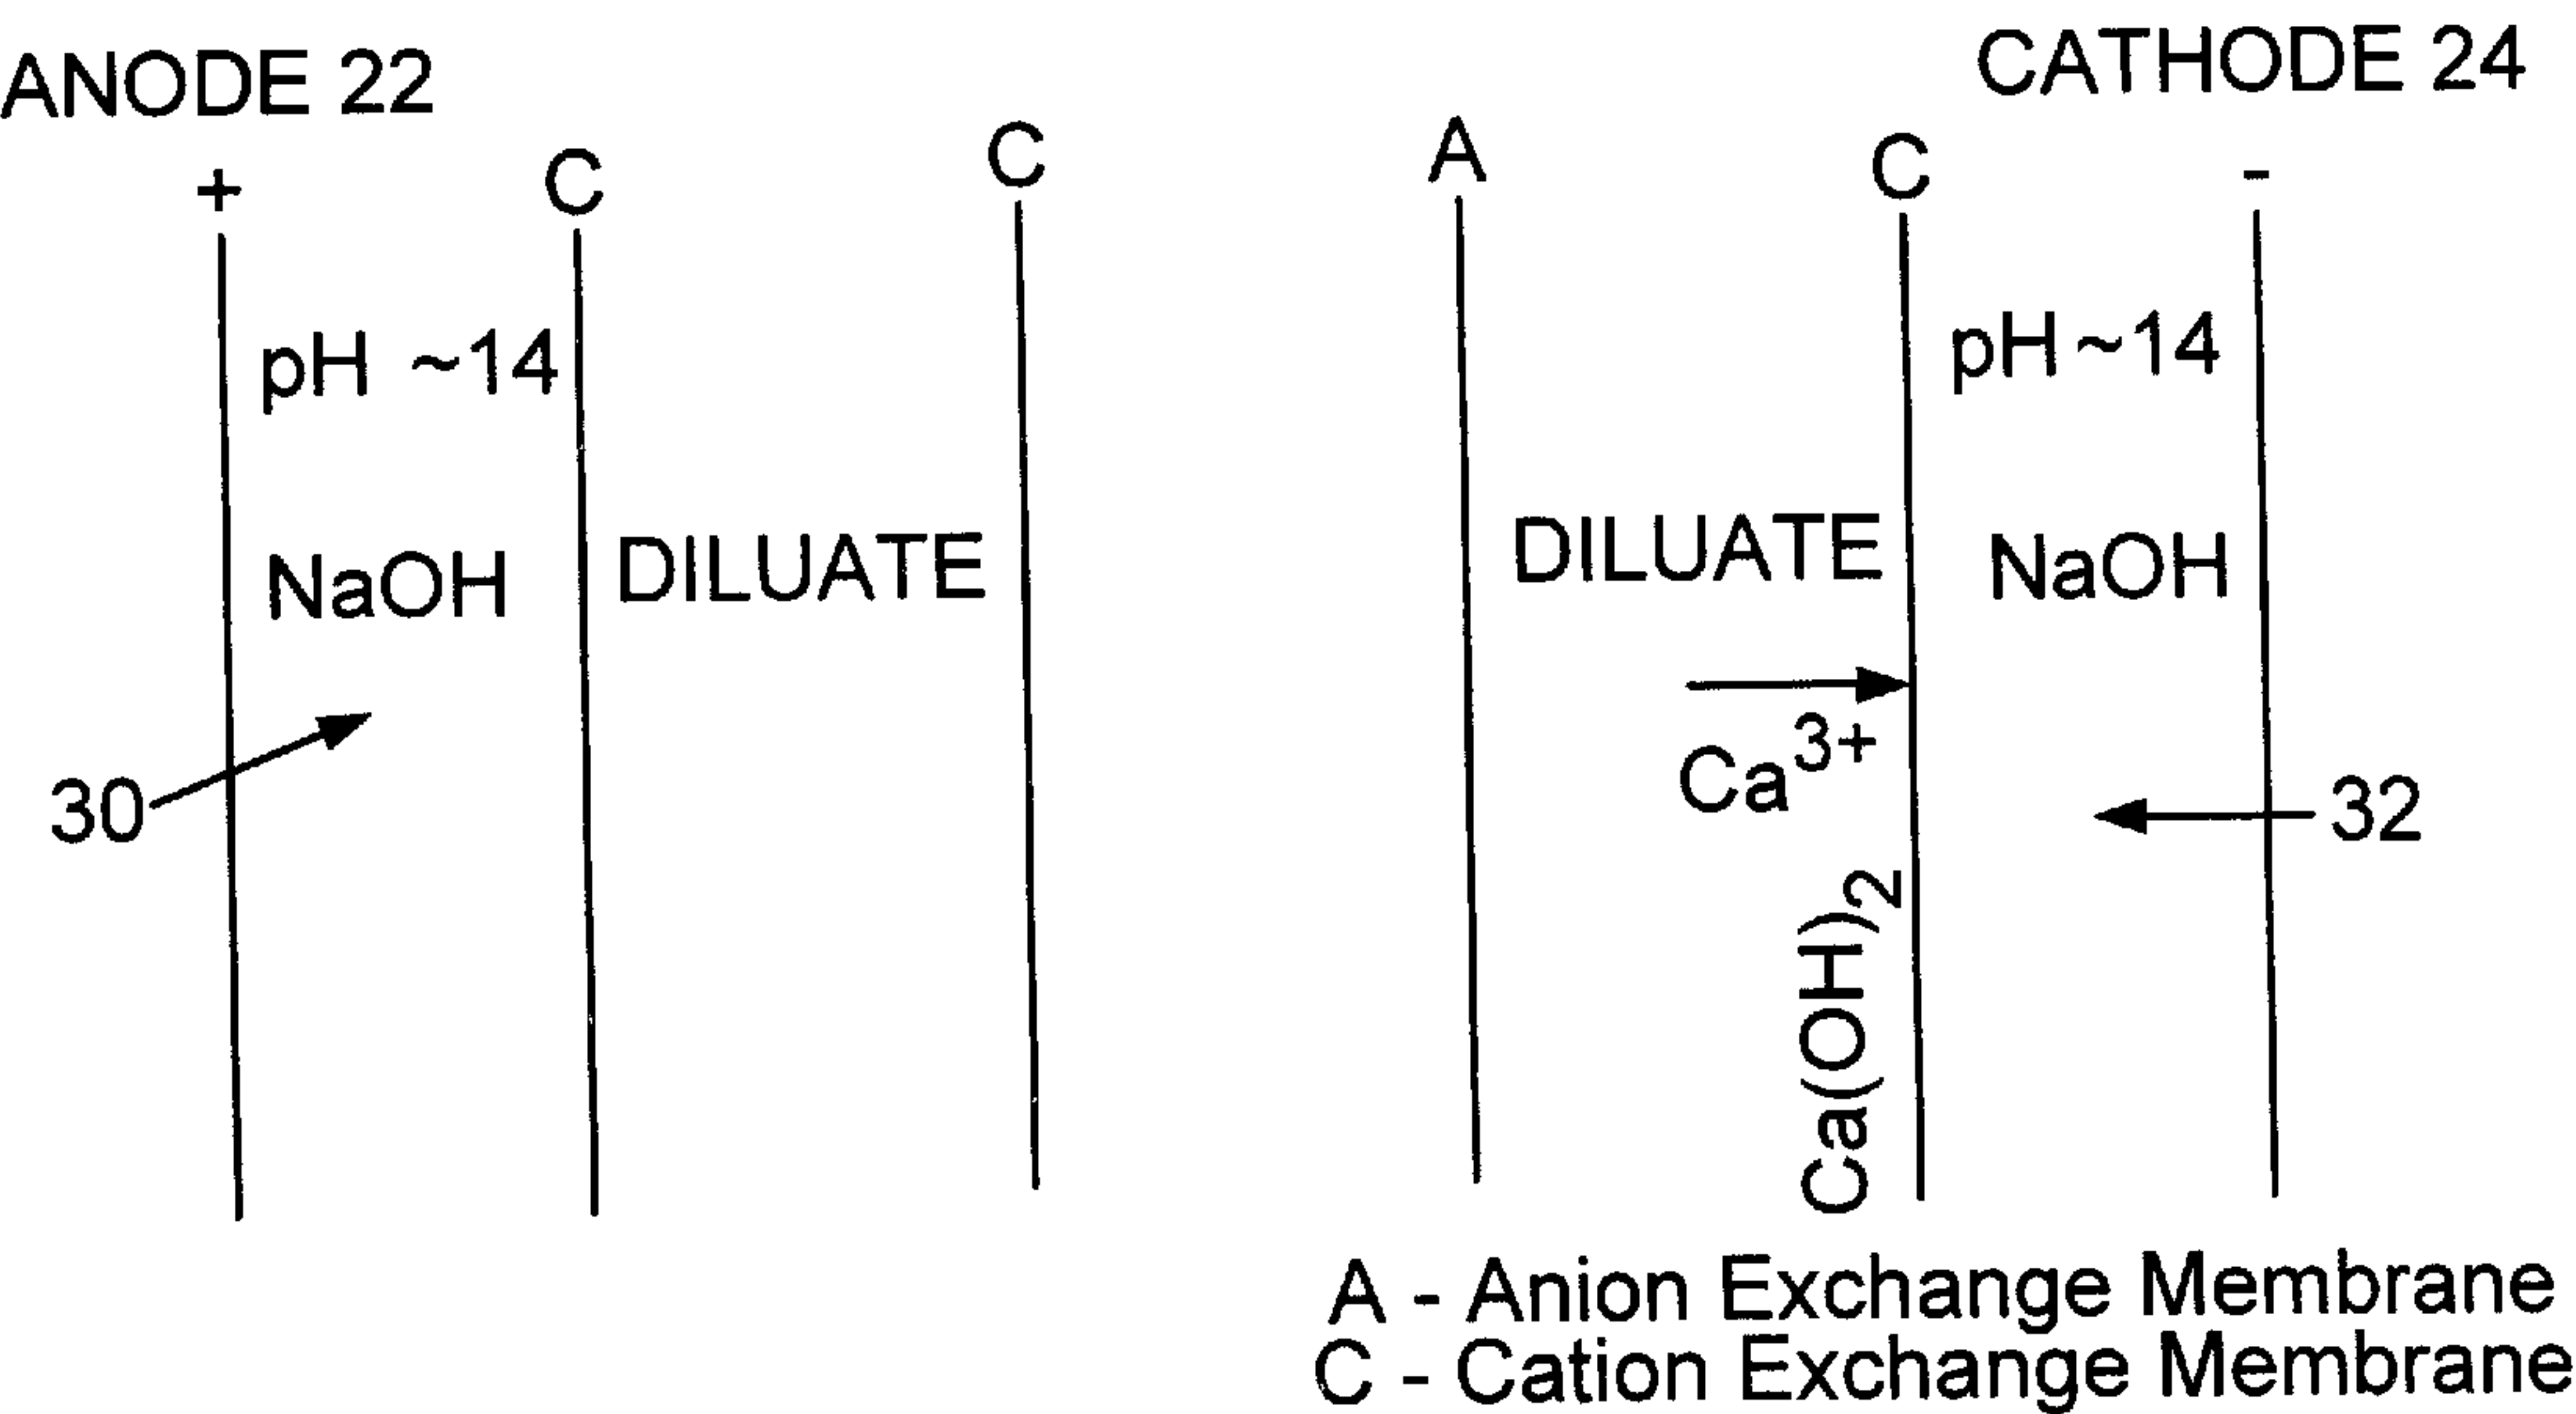 ANODE 22
CATHODE 24
+
C
C
A
C
-
pH ~14
pH ~14
NaOH
DILUATE
DILUATE
NaOH
Ca3+
30
32
Ca(OH)2
A - Anion Exchange Membrane
C - Cation Exchange Membrane